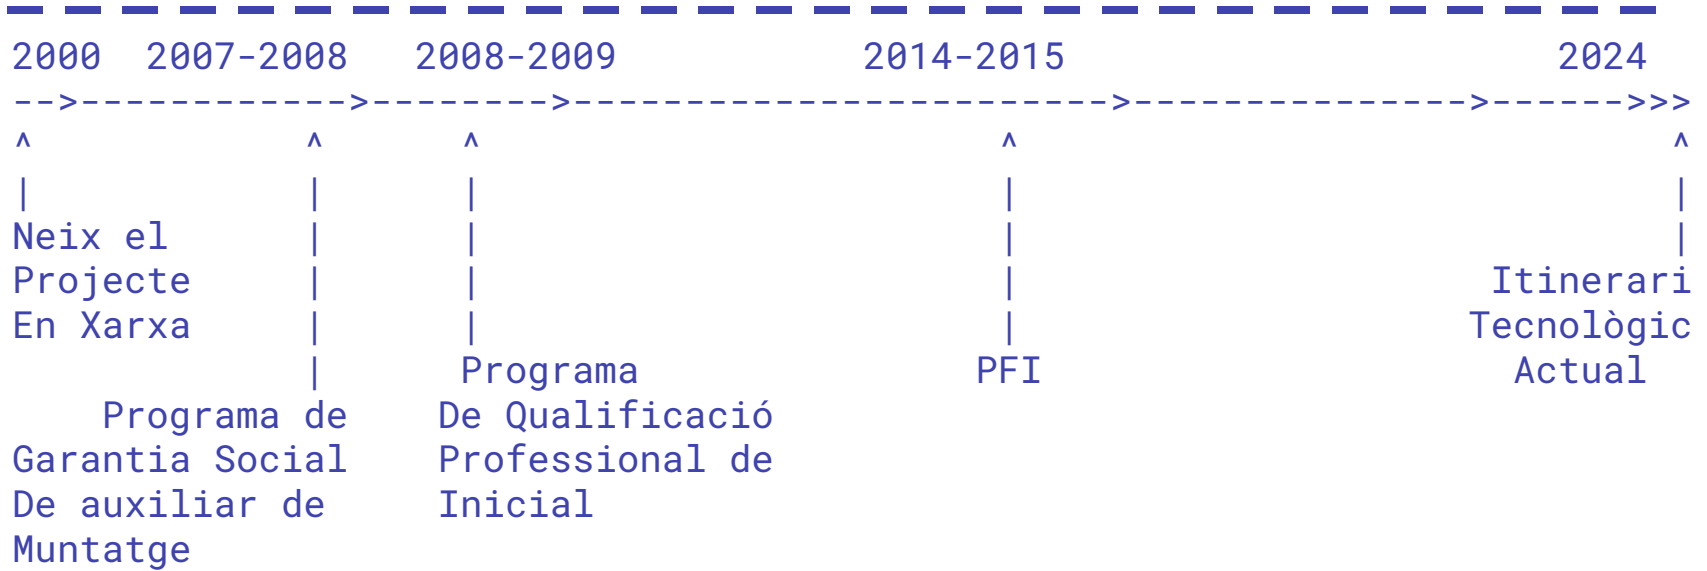 2000 2007-2008 2008-2009 2014-2015 2024
-->------------>-------->------------------------>--------------->------>>>
^ ^ ^ ^ ^
| | | | |
Neix el | | | |
Projecte | | | Itinerari
En Xarxa | | | Tecnològic
| Programa PFI Actual
Programa de De Qualificació
Garantia Social Professional de
De auxiliar de Inicial
Muntatge